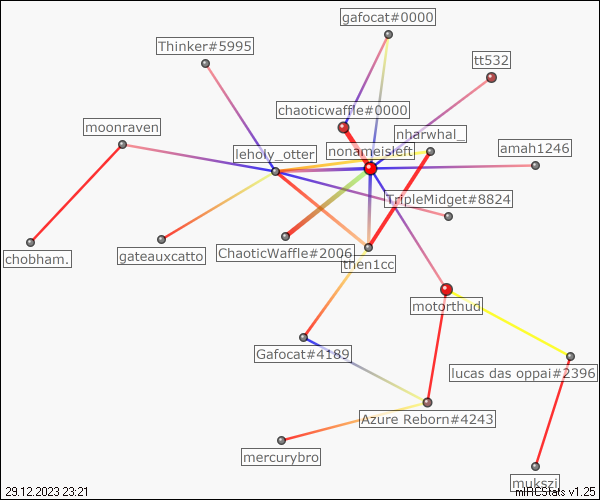 gafocat#0000
Thinker#5995
tt532
chaoticwaffle#0000
moonraven
nharwhal_
nonameisleft
leholy_otter
amah1246
TripleMidget#8824
chobham.
gateauxcatto
ChaoticWaffle#2006
then1cc
motorthud
Gafocat#4189
lucas das oppai#2396
Azure Reborn#4243
mercurybro
mukszi
29.12.2023 23:21
mIRCStats v1.25